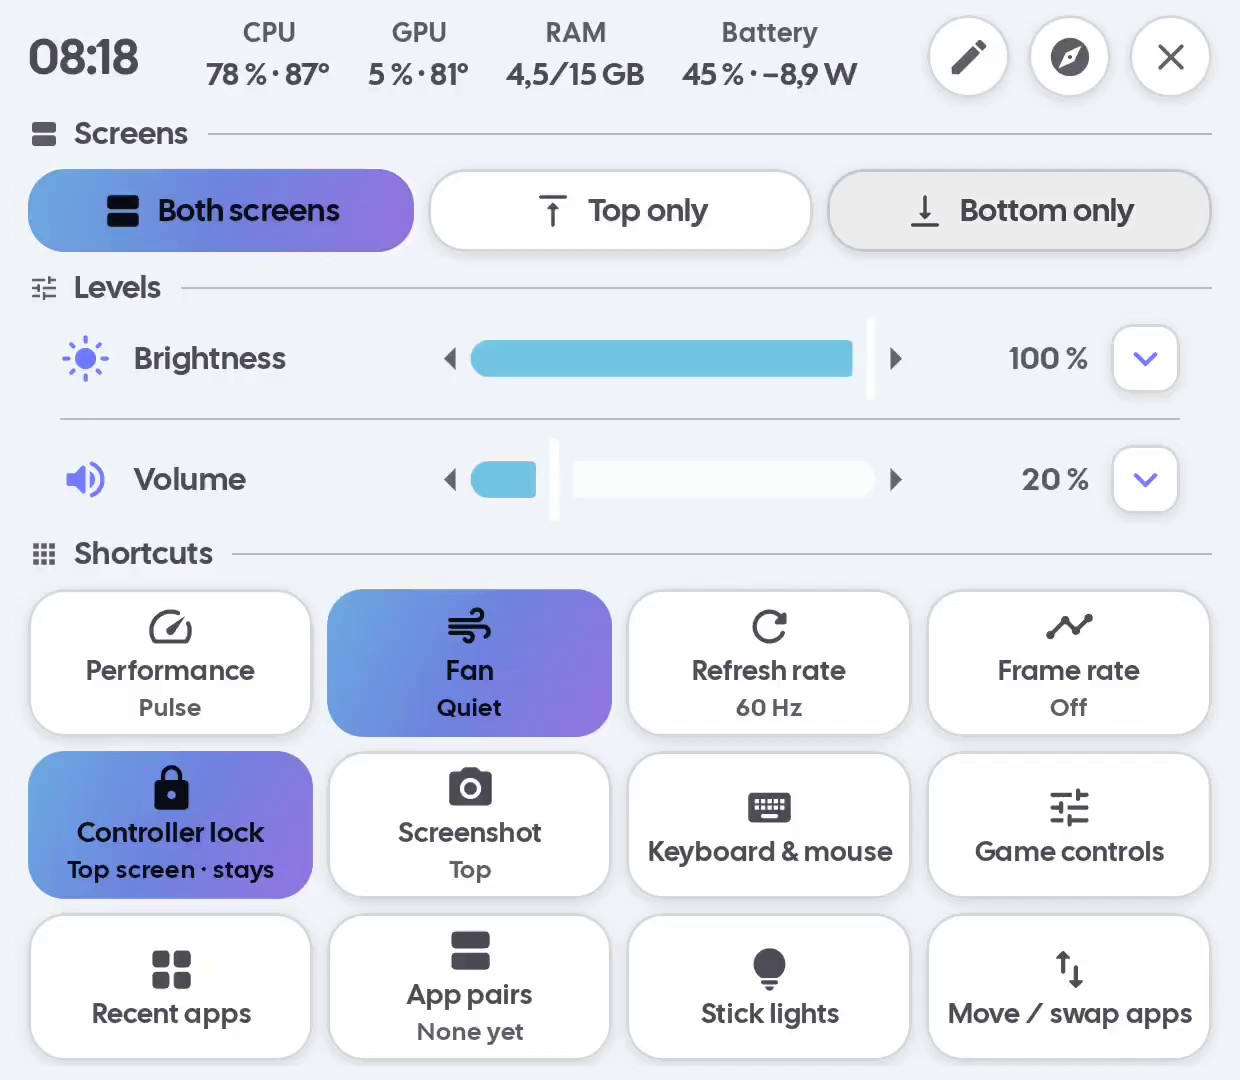 08:18
CPU
78 % · 87°
GPU
5 % · 81°
RAM
4,5/15 GB
Battery
45 % · −8,9 W
Screens
Both screens
Top only
Bottom only
Levels
Brightness
100 %
Volume
20 %
Shortcuts
Performance
Pulse
Fan
Quiet
Refresh rate
60 Hz
Frame rate
Off
Controller lock
Top screen · stays
Screenshot
Top
Keyboard & mouse
Game controls
Recent apps
App pairs
None yet
Stick lights
Move / swap apps